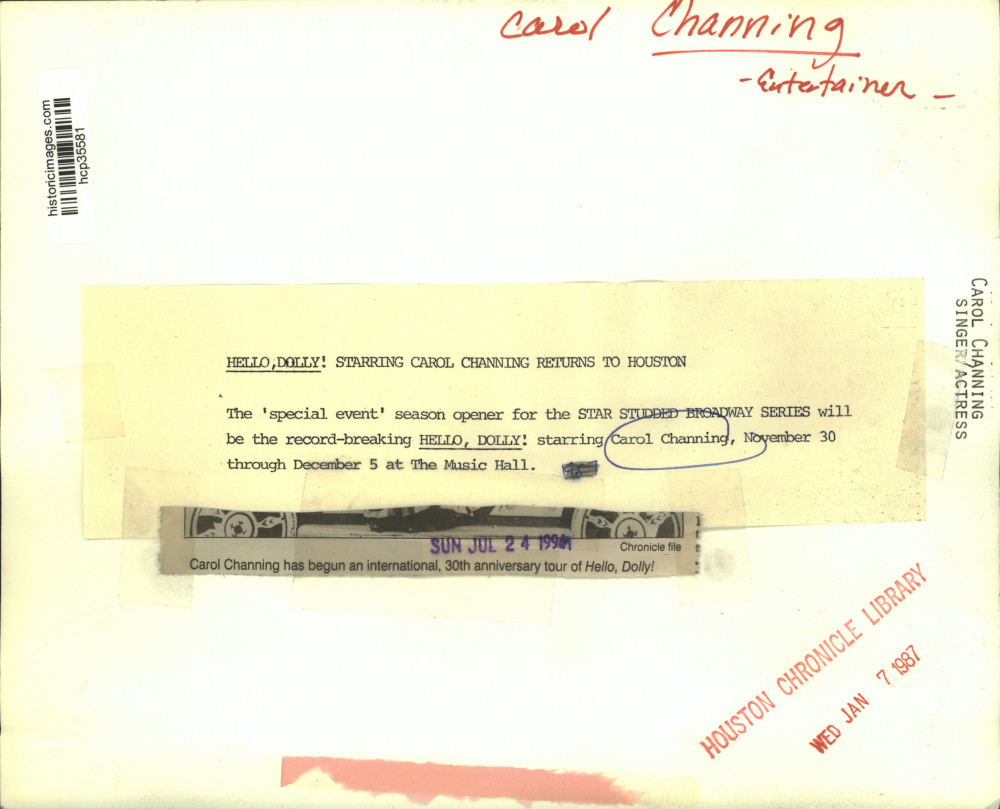 Carol Channing
- Entertainer -
historicimages.com
hcp35581
CAROL CHANNING
SINGER/ACTRESS
HELLO, DOLLY! STARRING CAROL CHANNING RETURNS TO HOUSTON
The 'special event' season opener for the STAR STUDDED BROADWAY SERIES will
be the record-breaking HELLO, DOLLY! starring Carol Channing, November 30
through December 5 at The Music Hall.
SUN JUL 24 1994
Chronicle file
Carol Channing has begun an international, 30th anniversary tour of Hello, Dolly!
HOUSTON CHRONICLE LIBRARY
WED JAN 7 1987